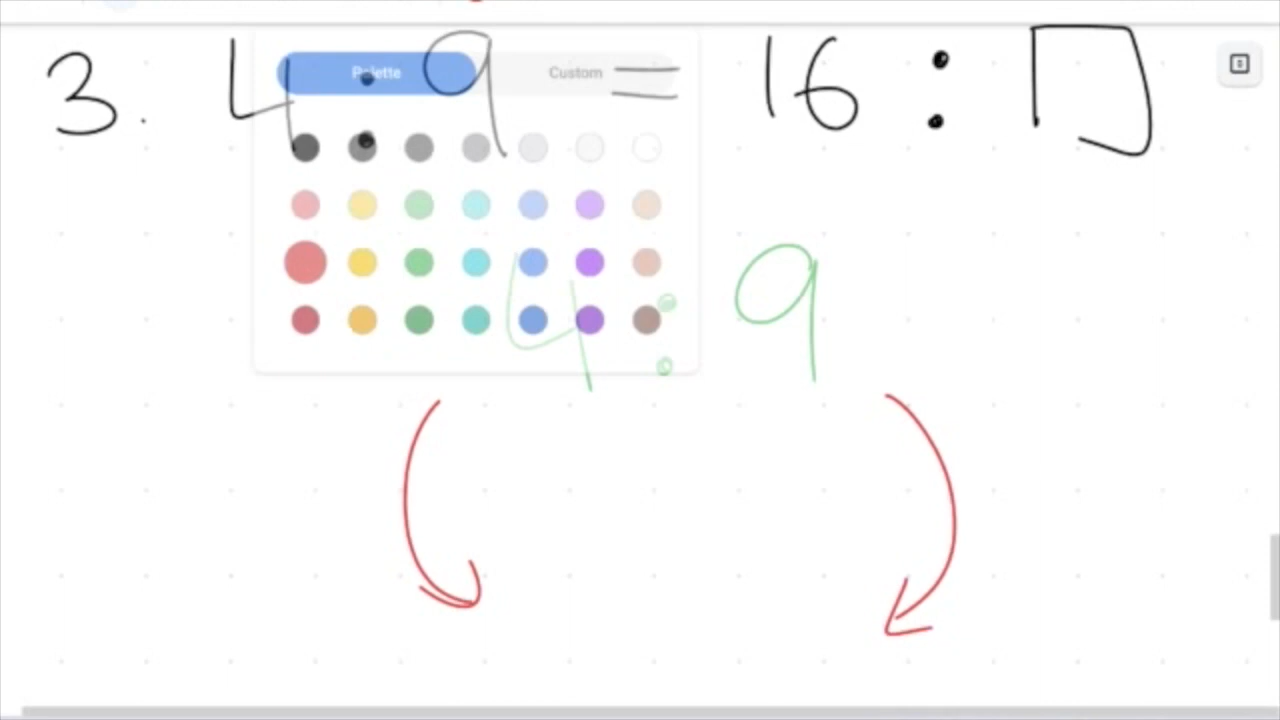 3. 4 : 9 = 16 : □
Palette Custom
4 : 9